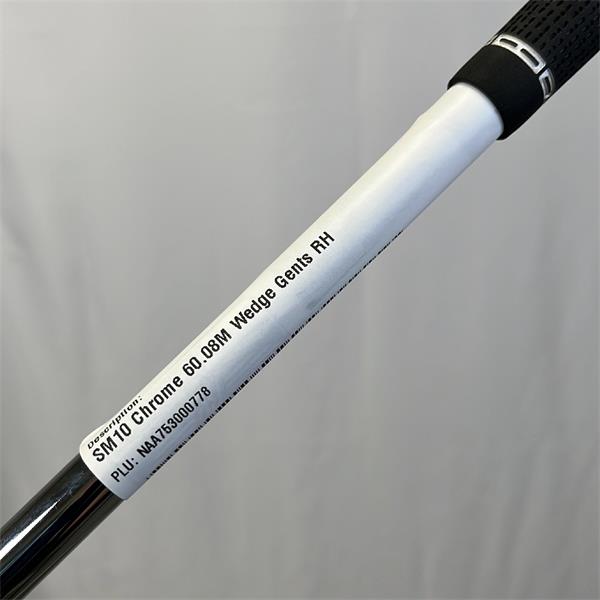 Description:
SM10 Chrome 60.08M Wedge Gents RH
PLU: NAA753000778